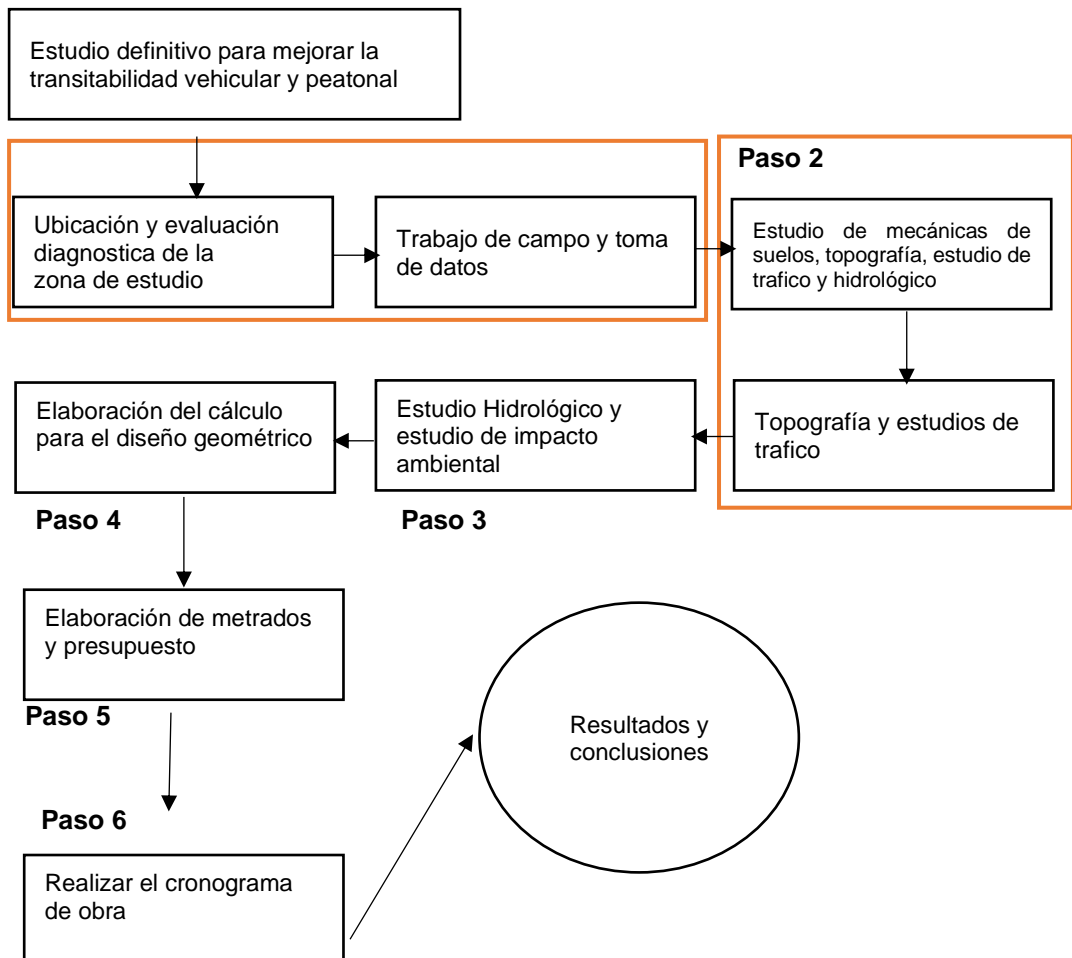 Estudio definitivo para mejorar la
transitabilidad vehicular y peatonal
Ubicación y evaluación
diagnostica de la
zona de estudio
Trabajo de campo y toma
de datos
Paso 2
Estudio de mecánicas de
suelos, topografía, estudio de
trafico y hidrológico
Topografía y estudios de
trafico
Estudio Hidrológico y
estudio de impacto
ambiental
Paso 3
Elaboración del cálculo
para el diseño geométrico
Paso 4
Elaboración de metrados
y presupuesto
Paso 5
Paso 6
Realizar el cronograma
de obra
Resultados y
conclusiones